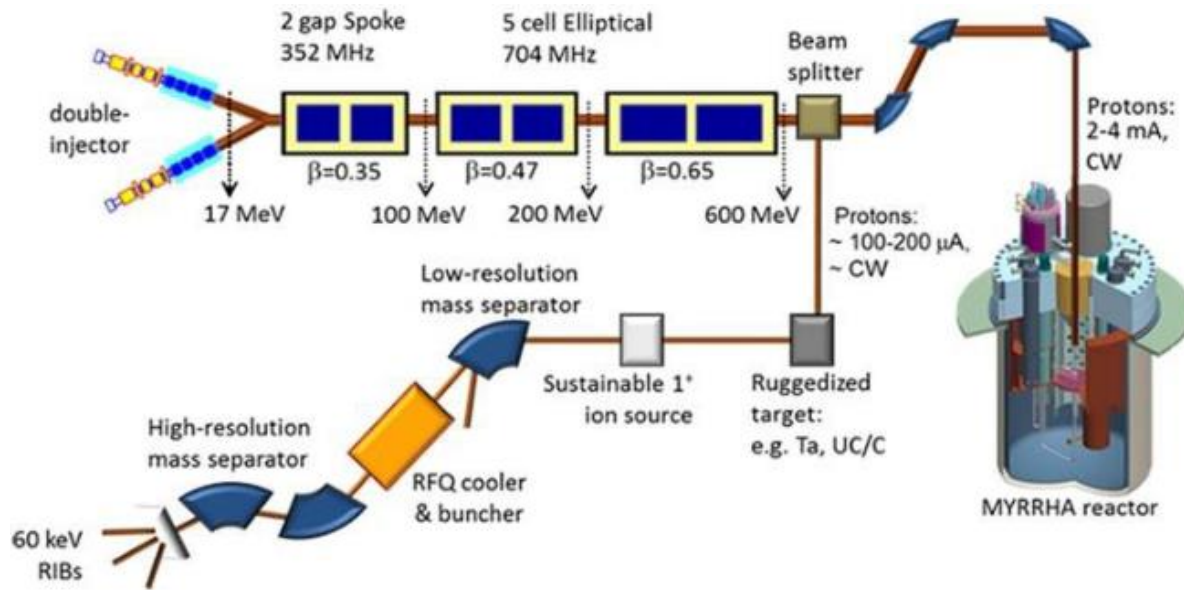 2 gap Spoke
352 MHz
5 cell Elliptical
704 MHz
Beam
splitter
double-
injector
Protons:
2-4 mA,
CW
β=0.35
β=0.47
β=0.65
17 MeV
100 MeV
200 MeV
600 MeV
Protons:
~ 100-200 µA,
~ CW
Low-resolution
mass separator
Sustainable 1⁺
ion source
Ruggedized
target:
e.g. Ta, UC/C
High-resolution
mass separator
RFQ cooler
& buncher
MYRRHA reactor
60 keV
RIBs